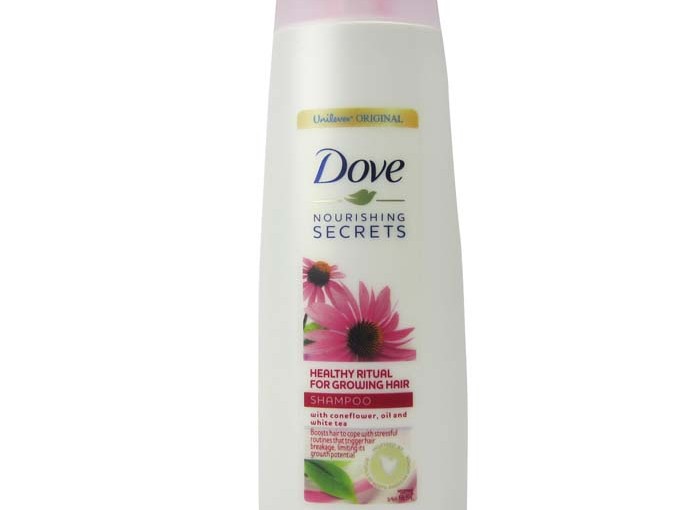 Unilever ORIGINAL
Dove
NOURISHING
SECRETS
HEALTHY RITUAL
FOR GROWING HAIR
SHAMPOO
with coneflower, oil and
white tea
Boosts hair to cope with stressful
routines that trigger hair
breakage, limiting its
growth potential